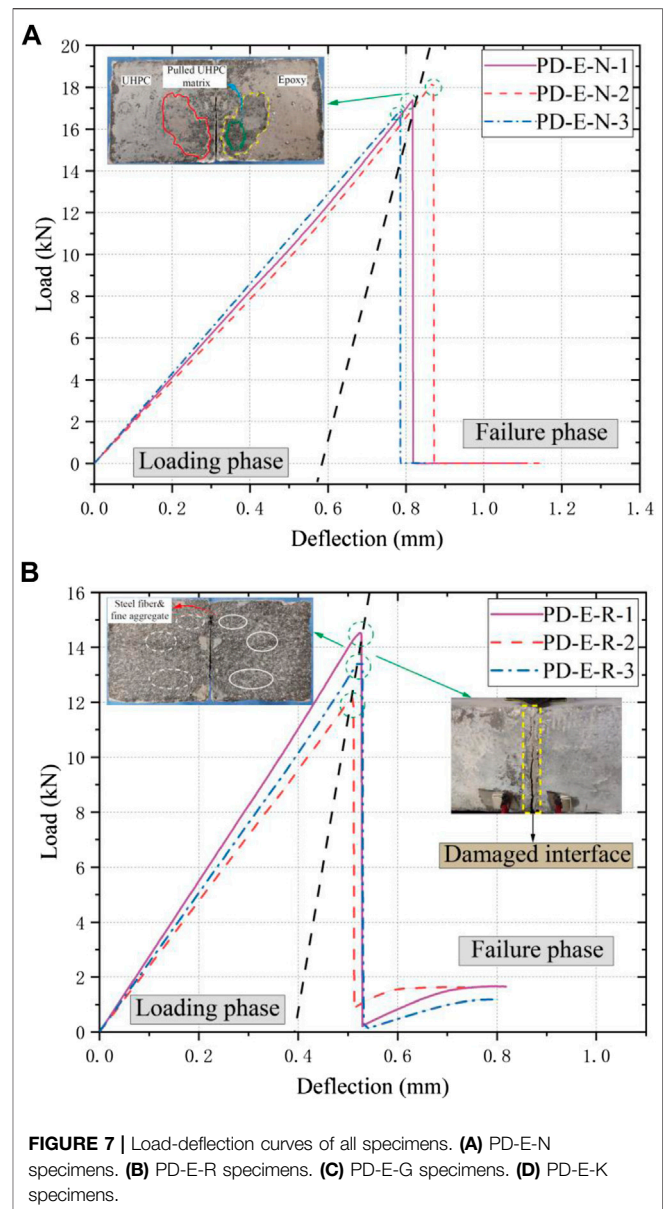 A
20
18
16
14
12
10
8
6
4
2
0
Load (kN)
UHPC
Pulled UHPC
matrix
Epoxy
PD-E-N-1
PD-E-N-2
PD-E-N-3
Loading phase
Failure phase
0.0 0.2 0.4 0.6 0.8 1.0 1.2 1.4
Deflection (mm)
B
16
14
12
10
8
6
4
2
0
Load (kN)
Steel fiber&
fine aggregate
PD-E-R-1
PD-E-R-2
PD-E-R-3
Damaged interface
Loading phase
Failure phase
0.0 0.2 0.4 0.6 0.8 1.0
Deflection (mm)
FIGURE 7 | Load-deflection curves of all specimens. (A) PD-E-N
specimens. (B) PD-E-R specimens. (C) PD-E-G specimens. (D) PD-E-K
specimens.